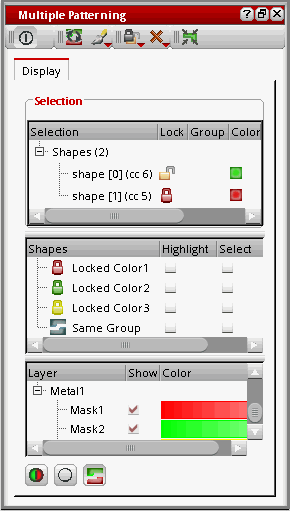 Multiple Patterning
Display
Selection
Selection Lock Group Color
Shapes (2)
shape [0] (cc 6)
shape [1] (cc 5)
Shapes Highlight Select
Locked Color1
Locked Color2
Locked Color3
Same Group
Layer Show Color
Metal1
Mask1
Mask2